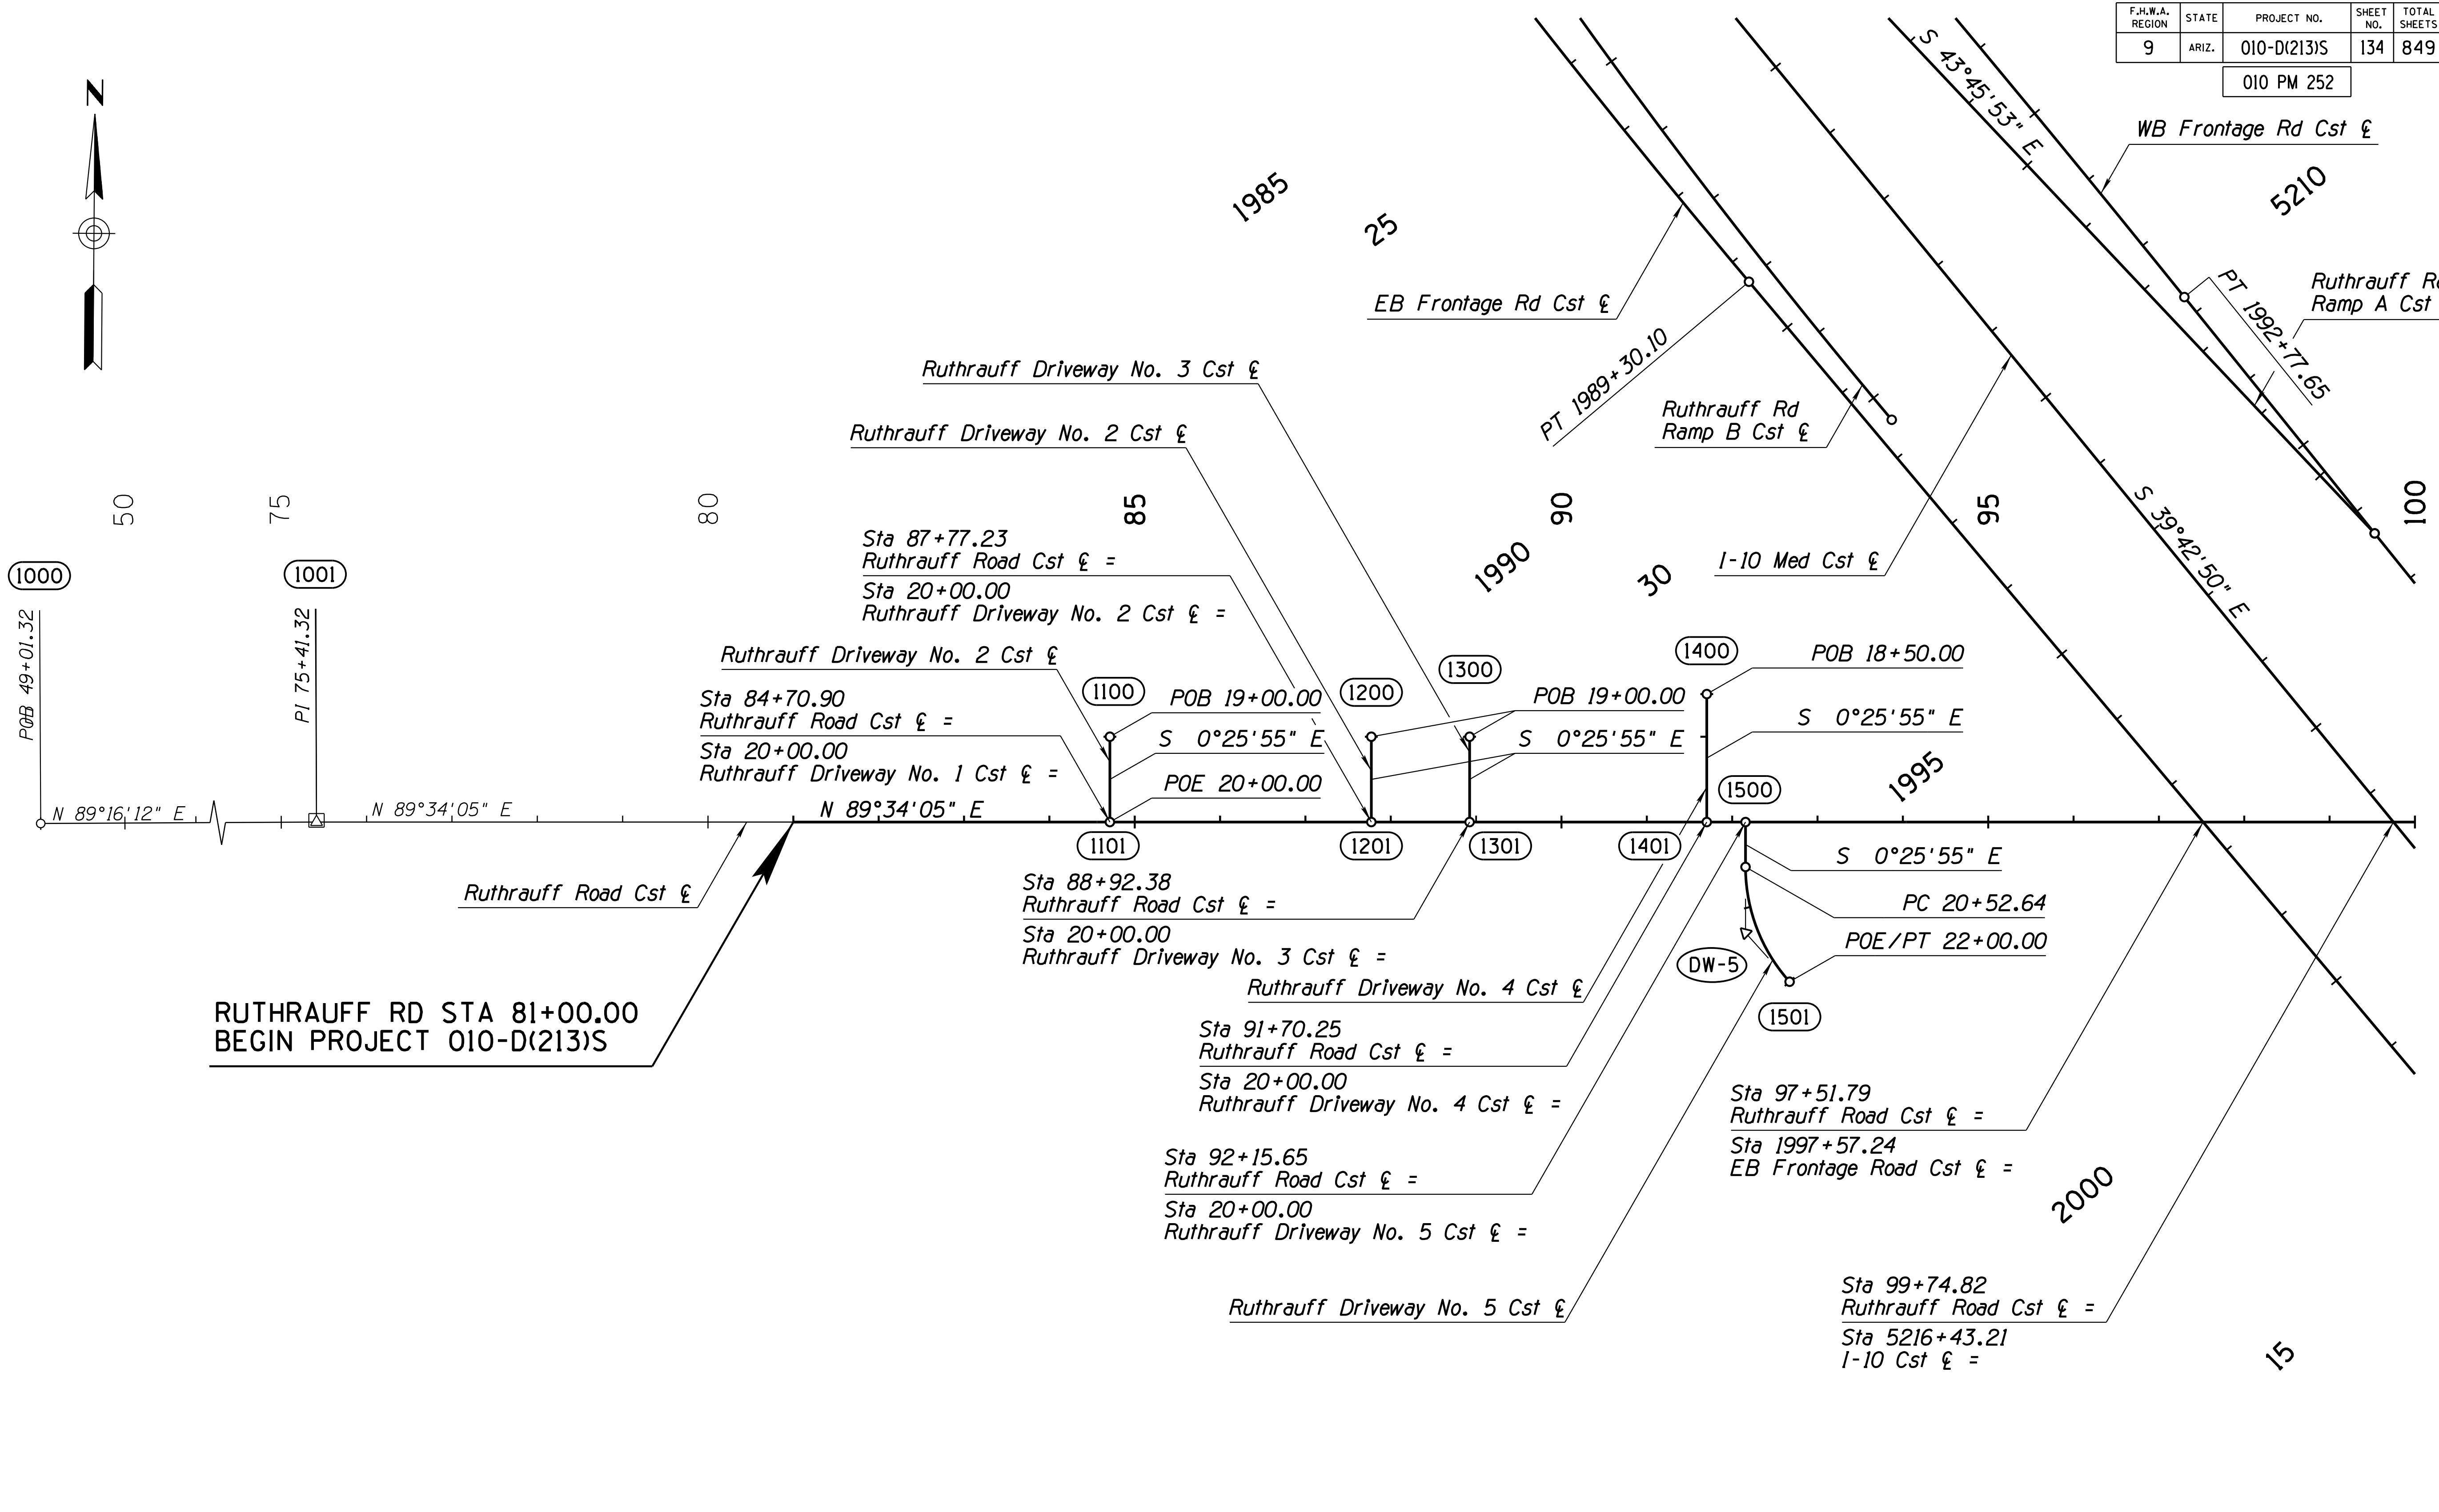 F.H.W.A. REGION STATE PROJECT NO. SHEET NO. TOTAL SHEETS
9 ARIZ. 010-D(213)S 134 849
010 PM 252
N
S 43°45'53" E
WB Frontage Rd Cst ℄
5210
1985
25
EB Frontage Rd Cst ℄
PT 1992+77.65
Ruthrauff
Ramp A Cst
PT 1989+30.10
Ruthrauff Driveway No. 3 Cst ℄
Ruthrauff Rd
Ramp B Cst ℄
Ruthrauff Driveway No. 2 Cst ℄
50
75
80
85
90
95
100
S 39°42'50" E
Sta 87+77.23
Ruthrauff Road Cst ℄ =
Sta 20+00.00
Ruthrauff Driveway No. 2 Cst ℄ =
1990
30
I-10 Med Cst ℄
1000
1001
POB 49+01.32
PI 75+41.32
Ruthrauff Driveway No. 2 Cst ℄
1100
1200
1300
1400
POB 18+50.00
Sta 84+70.90
Ruthrauff Road Cst ℄ =
Sta 20+00.00
Ruthrauff Driveway No. 1 Cst ℄ =
POB 19+00.00
S 0°25'55" E
POE 20+00.00
POB 19+00.00
S 0°25'55" E
S 0°25'55" E
1995
1500
N 89°16'12" E
N 89°34'05" E
N 89°34'05" E
1101
1201
1301
1401
S 0°25'55" E
Ruthrauff Road Cst ℄
Sta 88+92.38
Ruthrauff Road Cst ℄ =
Sta 20+00.00
Ruthrauff Driveway No. 3 Cst ℄ =
PC 20+52.64
POE/PT 22+00.00
DW-5
1501
Ruthrauff Driveway No. 4 Cst ℄
RUTHRAUFF RD STA 81+00.00
BEGIN PROJECT 010-D(213)S
Sta 91+70.25
Ruthrauff Road Cst ℄ =
Sta 20+00.00
Ruthrauff Driveway No. 4 Cst ℄ =
Sta 97+51.79
Ruthrauff Road Cst ℄ =
Sta 1997+57.24
EB Frontage Road Cst ℄ =
Sta 92+15.65
Ruthrauff Road Cst ℄ =
Sta 20+00.00
Ruthrauff Driveway No. 5 Cst ℄ =
2000
Ruthrauff Driveway No. 5 Cst ℄
Sta 99+74.82
Ruthrauff Road Cst ℄ =
Sta 5216+43.21
I-10 Cst ℄ =
15